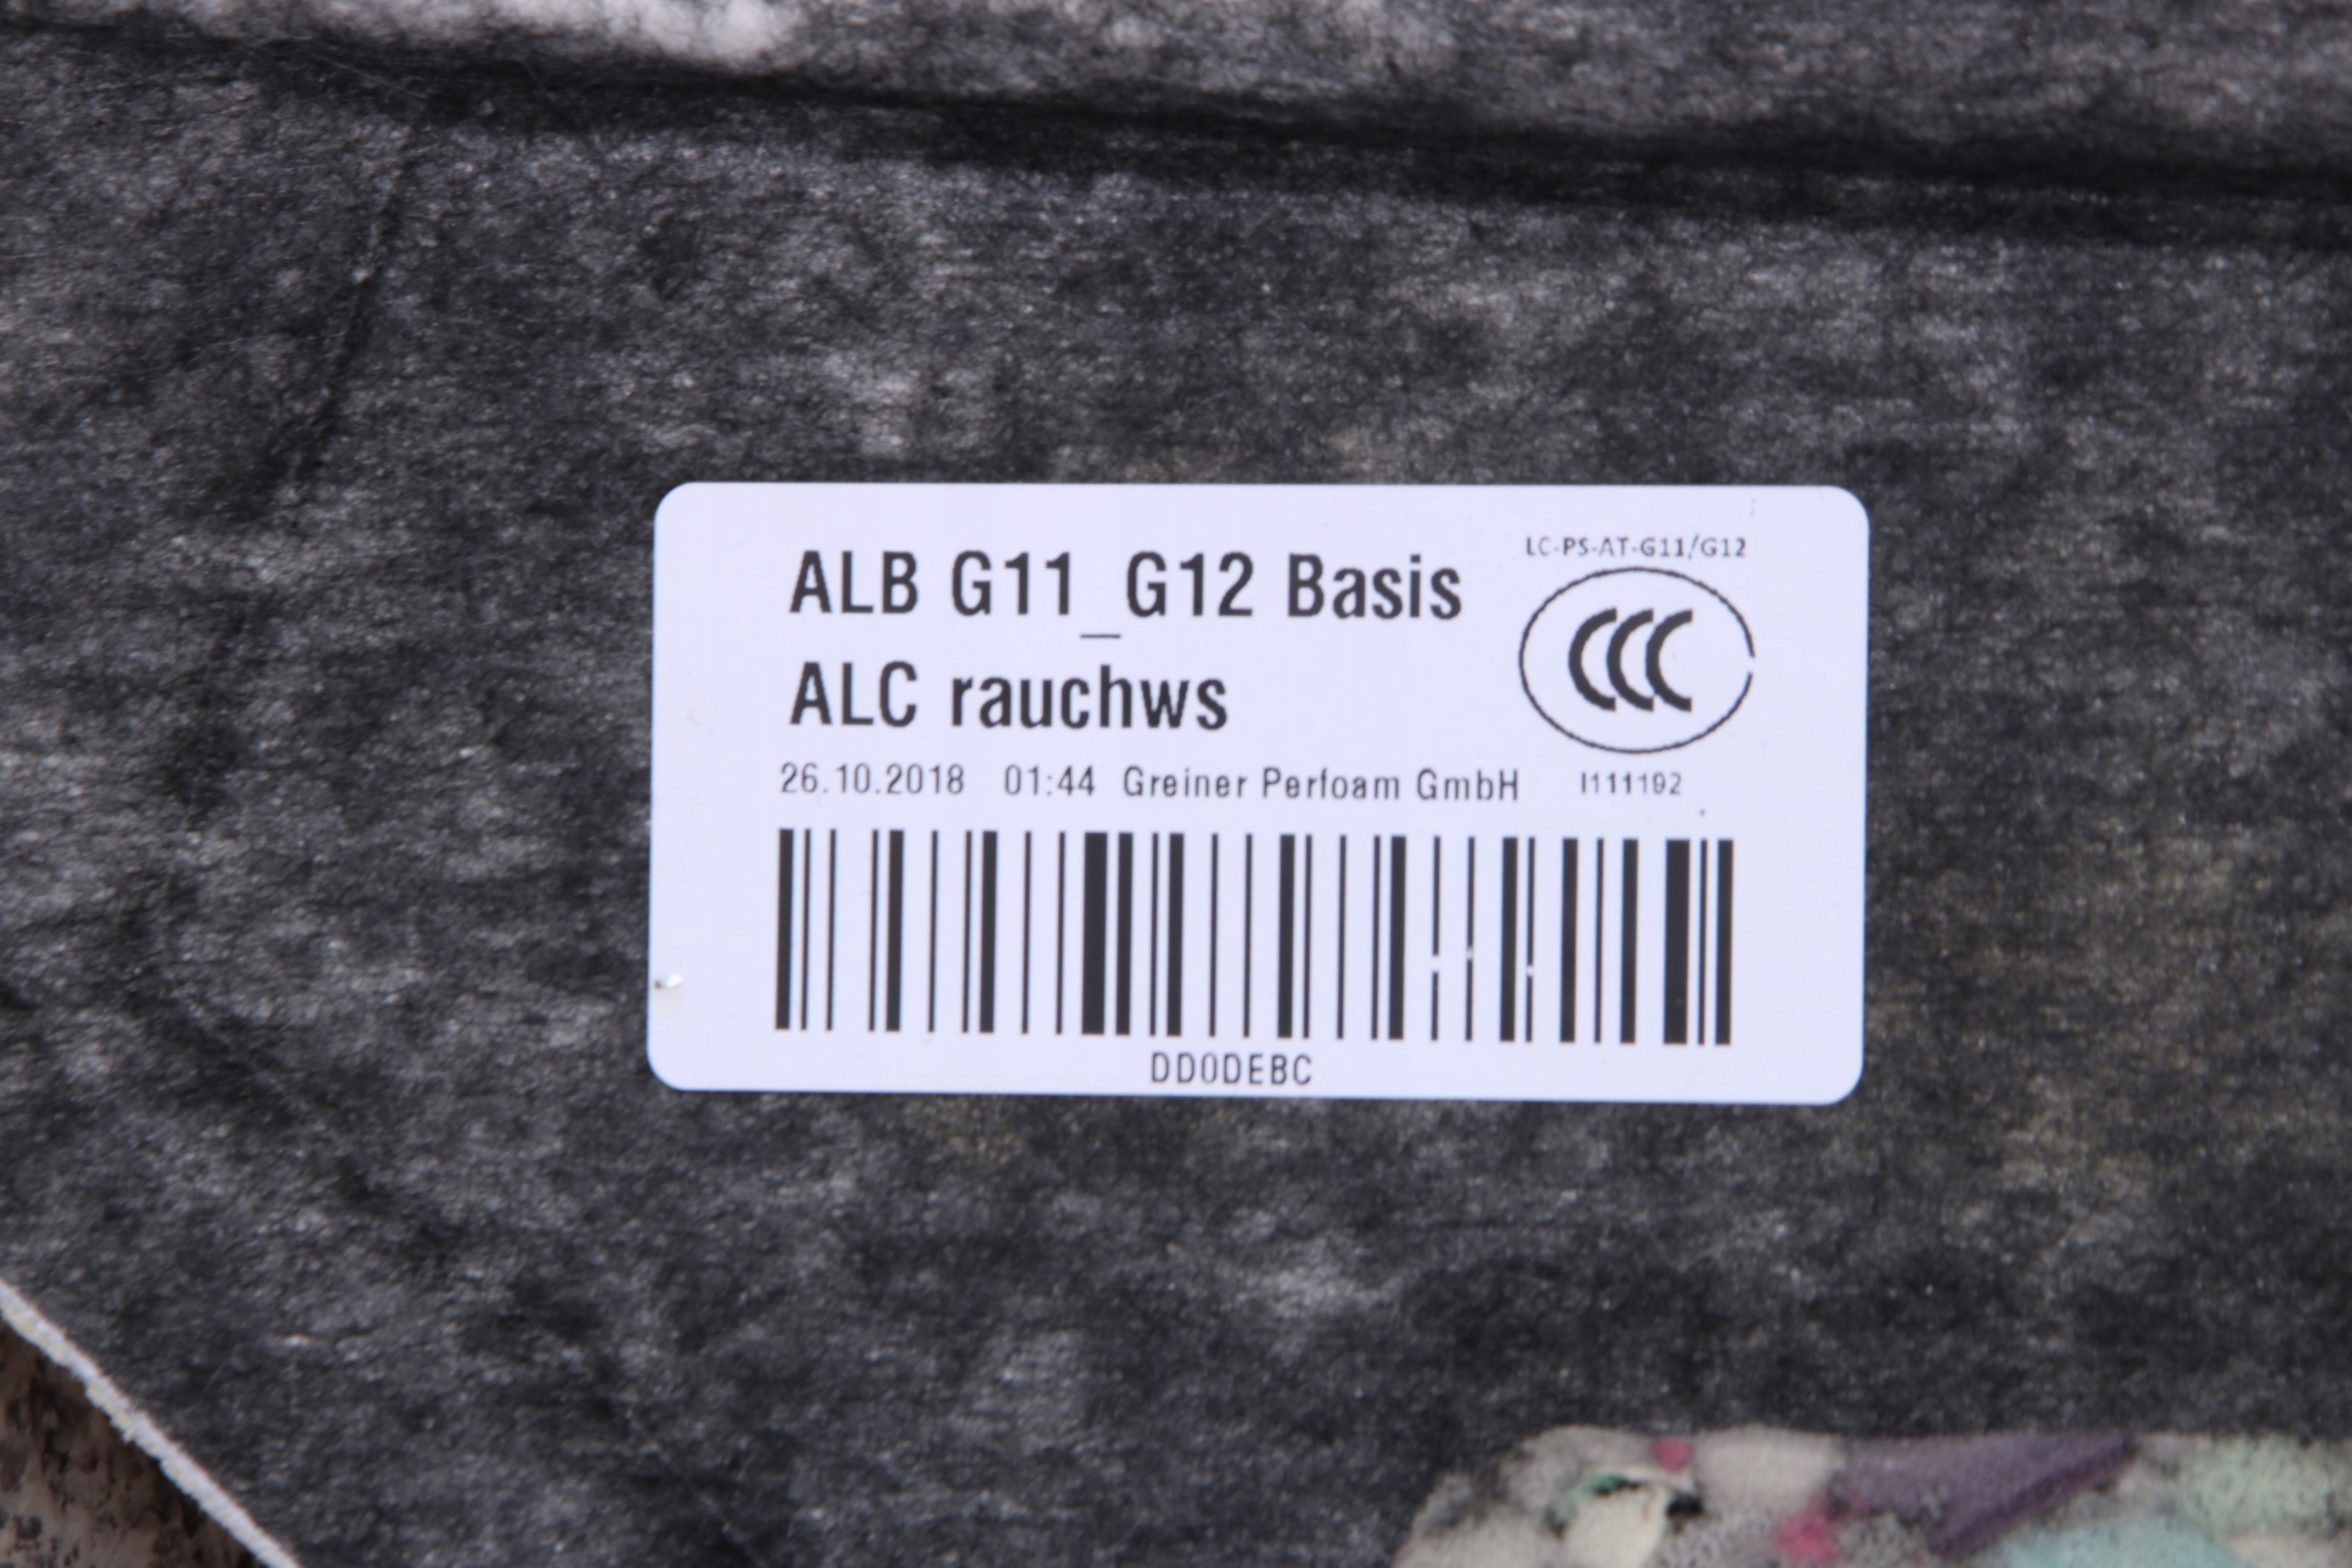 LC-PS-AT-G11/G12
ALB G11_G12 Basis
ALC rauchws
CCC
26.10.2018 01:44 Greiner Perfoam GmbH I111192
DD0DEBC